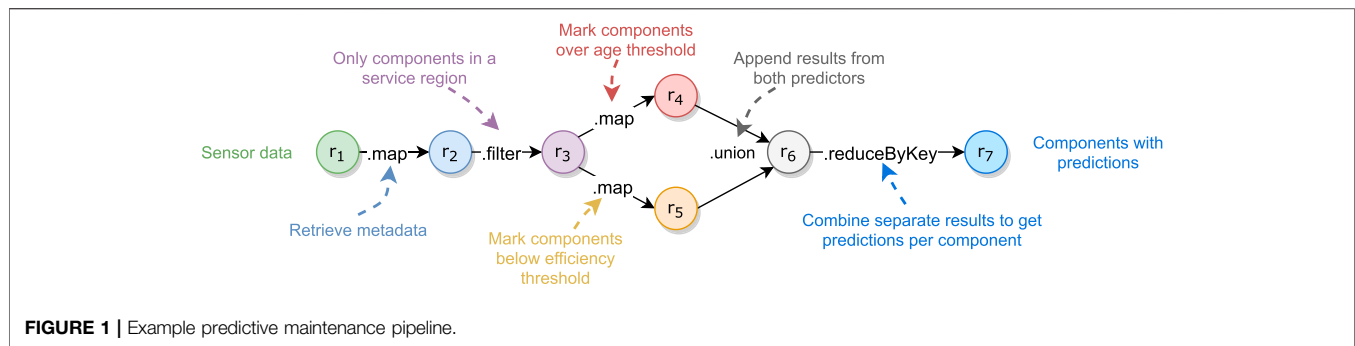 Mark components
over age threshold
Only components in a
service region
Append results from
both predictors
r4
.map
Sensor data
r1
.map
r2
.filter
r3
.union
r6
.reduceByKey
r7
Components with
predictions
.map
r5
Retrieve metadata
Mark components
below efficiency
threshold
Combine separate results to get
predictions per component
FIGURE 1 | Example predictive maintenance pipeline.